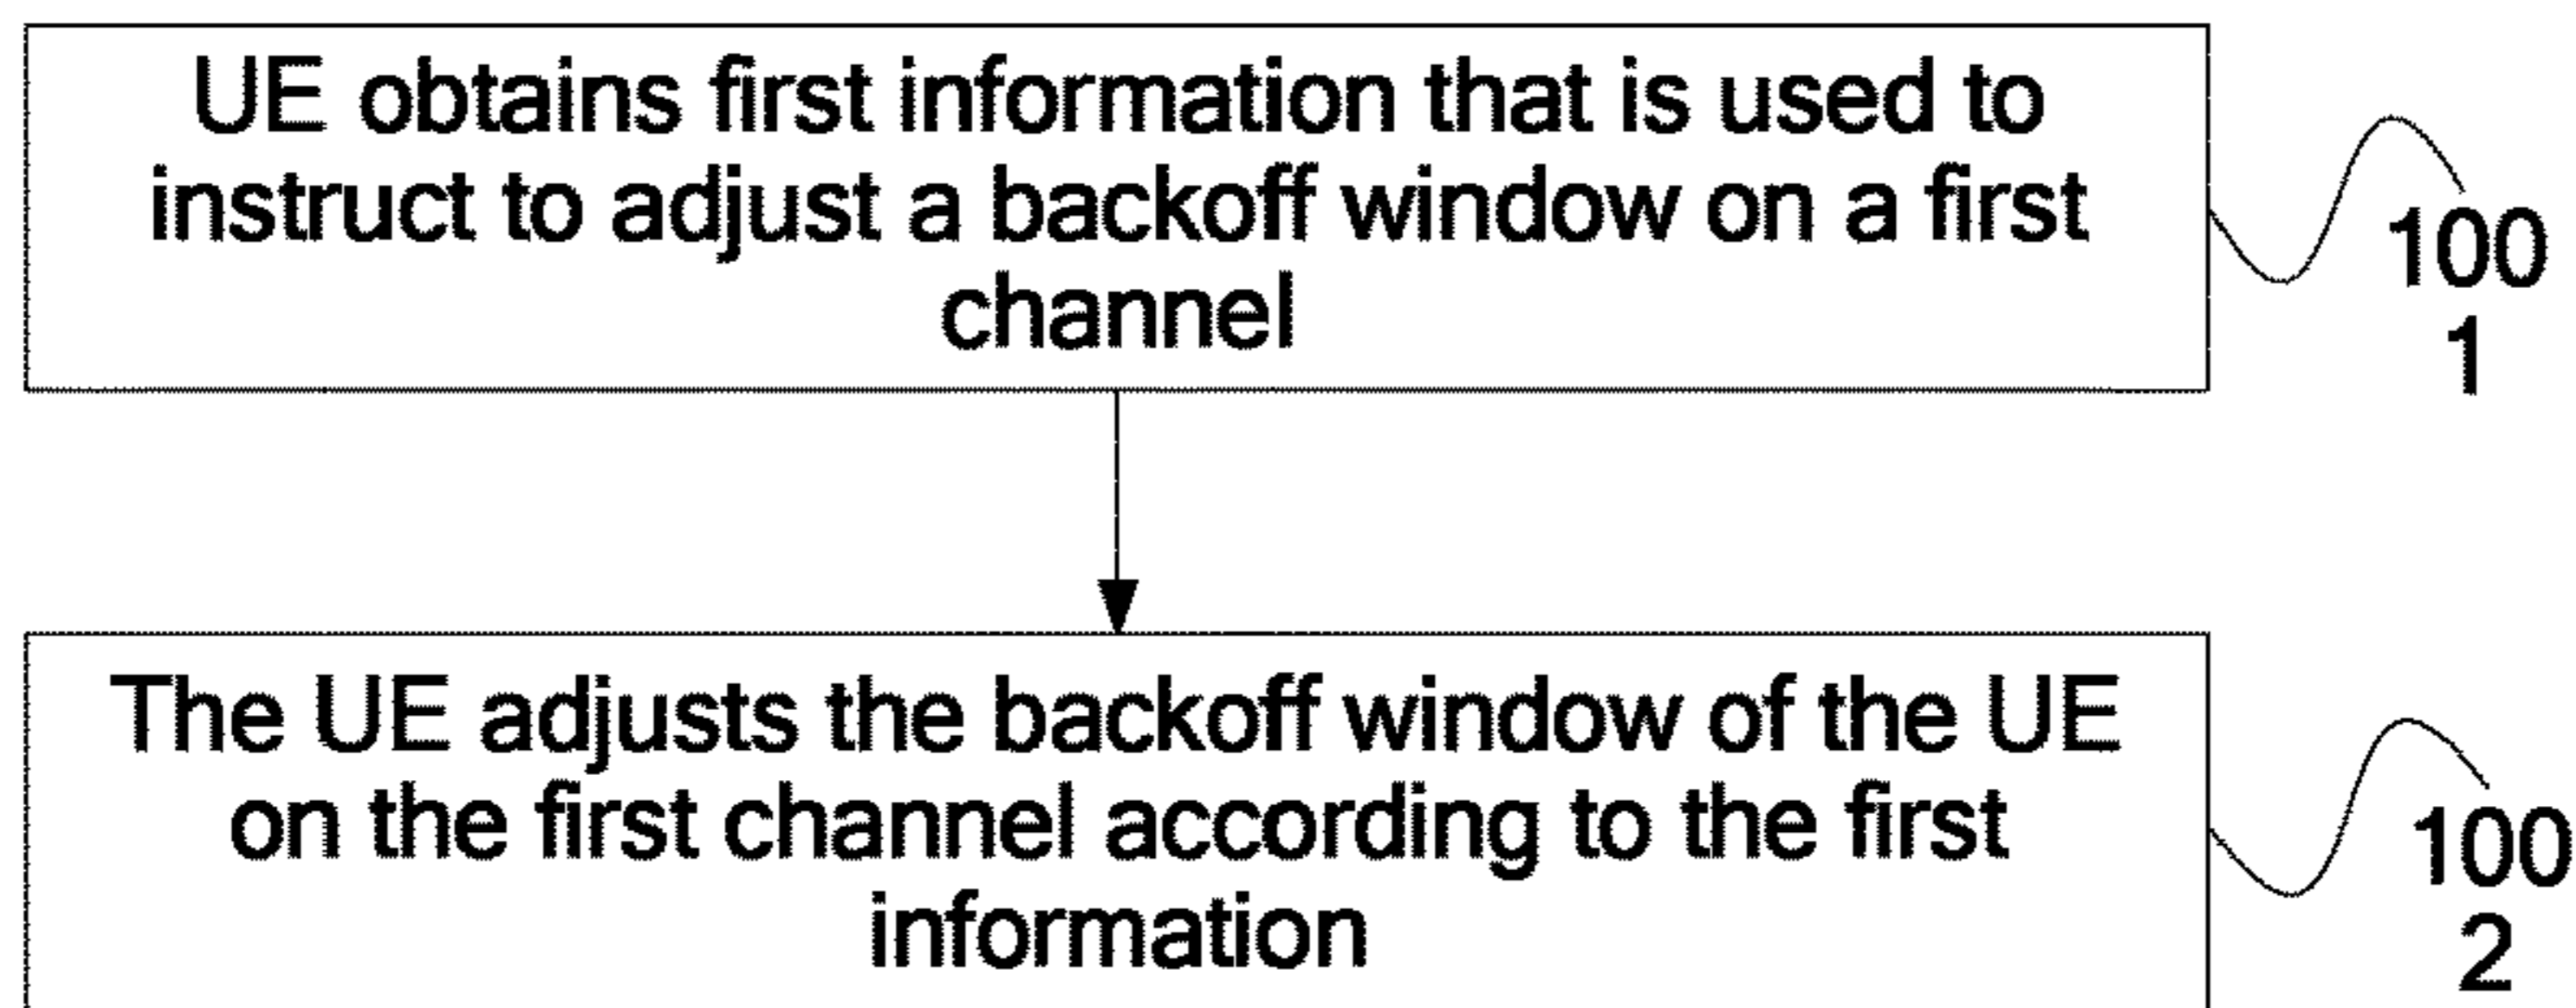 UE obtains first information that is used to
instruct to adjust a backoff window on a first
channel
100
1
The UE adjusts the backoff window of the UE
on the first channel according to the first
information
100
2